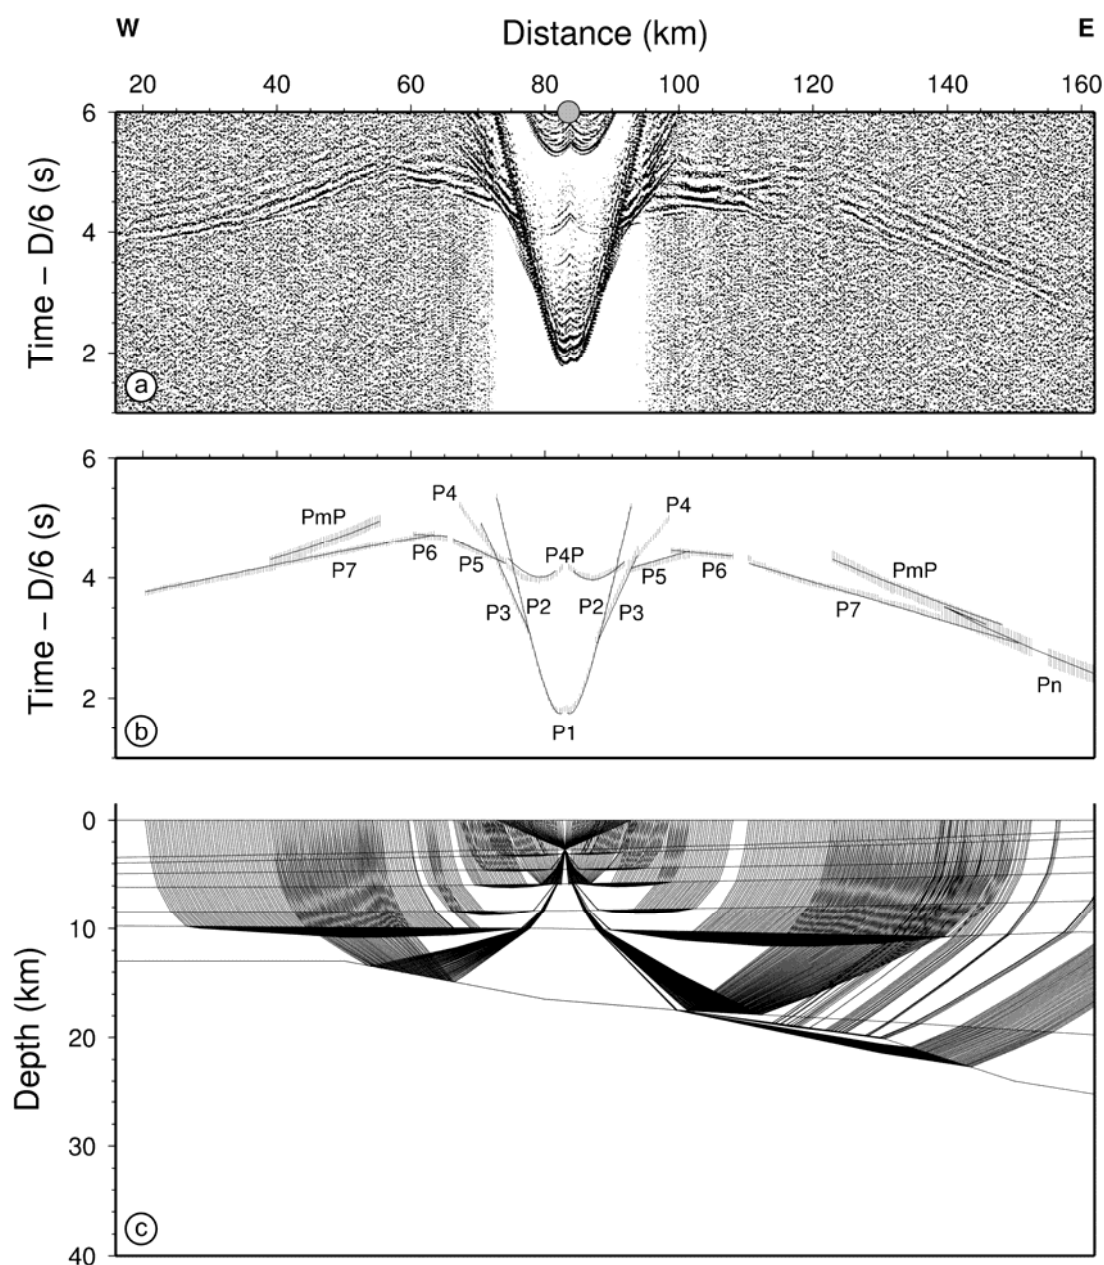 W Distance (km) E
20 40 60 80 100 120 140 160
6
4
2
Time – D/6 (s)
a
6
4
2
Time – D/6 (s)
P4 P4
PmP
P6 P4P
P7 P5 P5 P6 PmP
P3 P2 P2 P3 P7
Pn
P1
b
0
10
20
30
40
Depth (km)
c